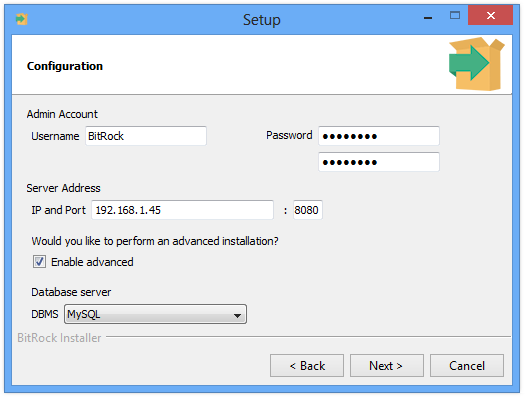 Setup
Configuration
Admin Account
Username BitRock Password ●●●●●●●●
●●●●●●●●
Server Address
IP and Port 192.168.1.45 : 8080
Would you like to perform an advanced installation?
Enable advanced
Database server
DBMS MySQL
BitRock Installer
< Back Next > Cancel